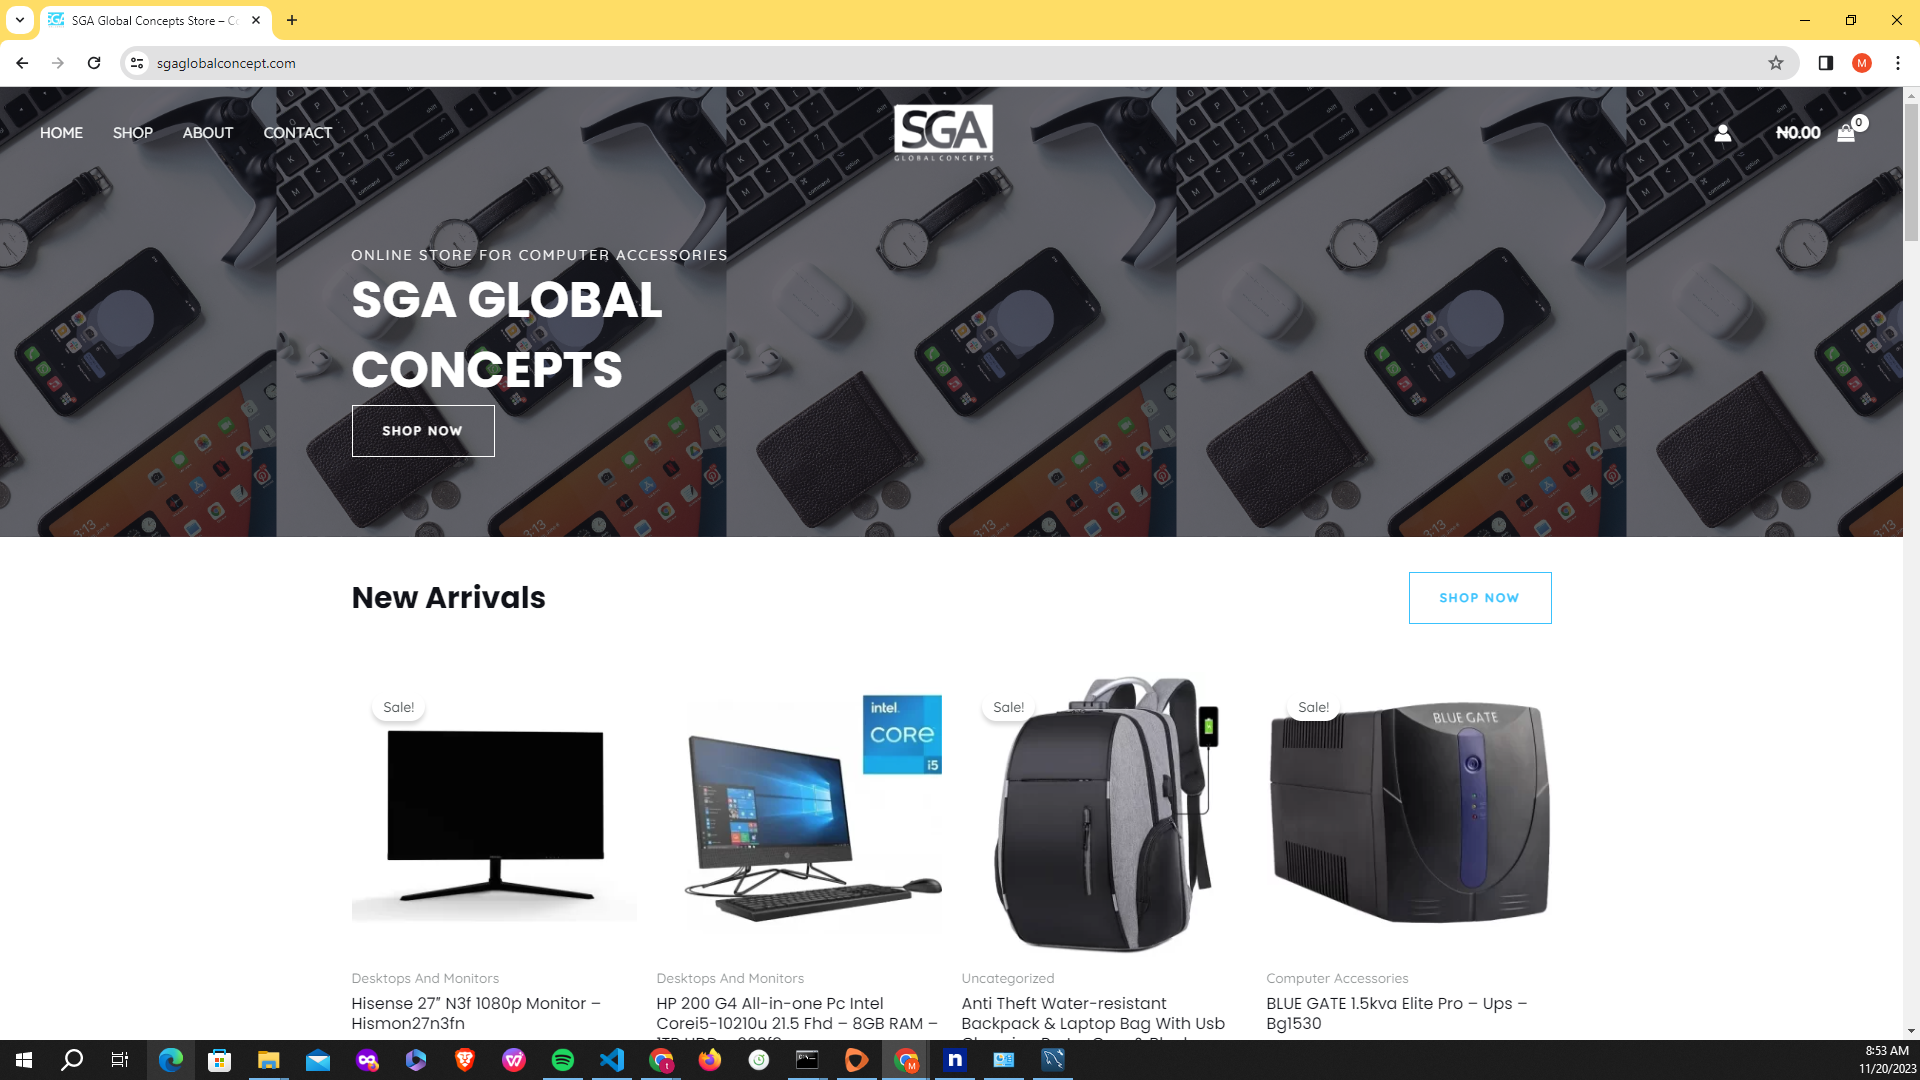 SGA Global Concepts Store – Co
sgaglobalconcept.com
M
HOME
SHOP
ABOUT
CONTACT
SGA
GLOBAL CONCEPTS
₦0.00
0
ONLINE STORE FOR COMPUTER ACCESSORIES
SGA GLOBAL
CONCEPTS
SHOP NOW
New Arrivals
SHOP NOW
Sale!
intel.
CORE
i5
Sale!
Sale!
BLUE GATE
Desktops And Monitors
Hisense 27″ N3f 1080p Monitor –
Hismon27n3fn
Desktops And Monitors
HP 200 G4 All-in-one Pc Intel
Corei5-10210u 21.5 Fhd – 8GB RAM –
Uncategorized
Anti Theft Water-resistant
Backpack & Laptop Bag With Usb
Computer Accessories
BLUE GATE 1.5kva Elite Pro – Ups –
Bg1530
8:53 AM
11/20/2023